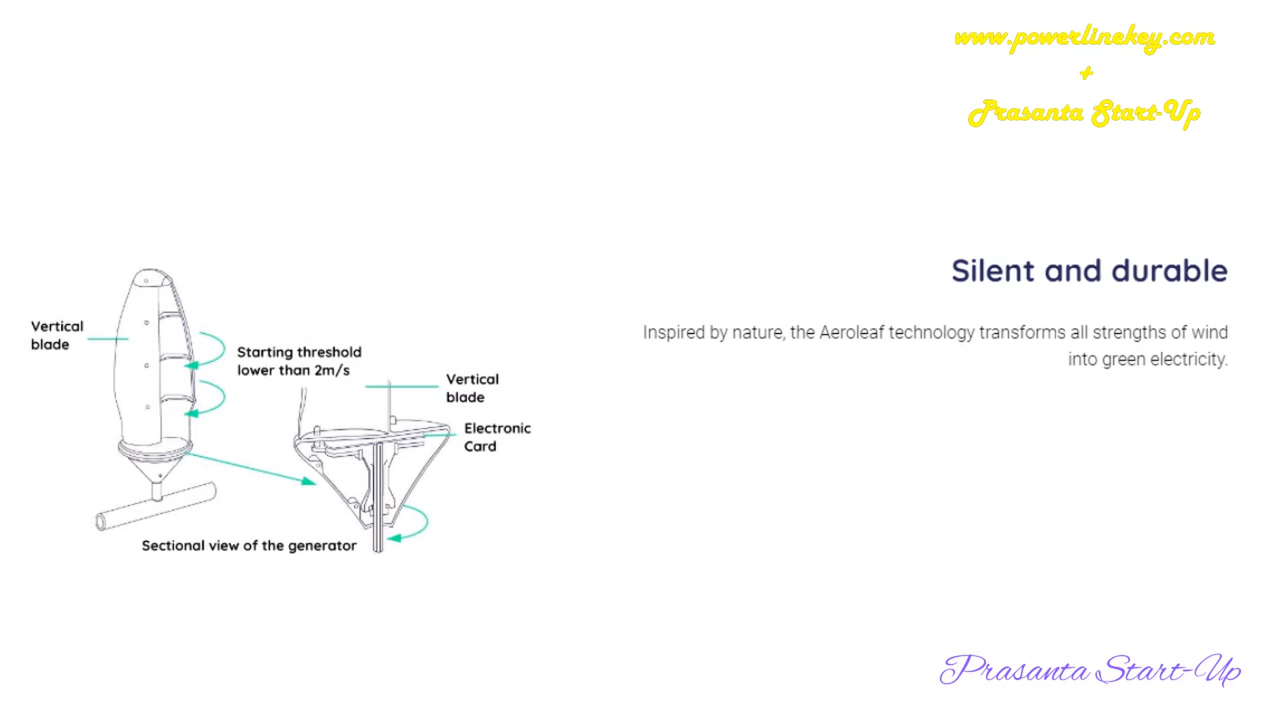 www.powerlinekey.com
+
Prasanta Start-Up
Silent and durable
Inspired by nature, the Aeroleaf technology transforms all strengths of wind
into green electricity.
Vertical
blade
Starting threshold
lower than 2m/s
Vertical
blade
Electronic
Card
Sectional view of the generator
Prasanta Start-Up